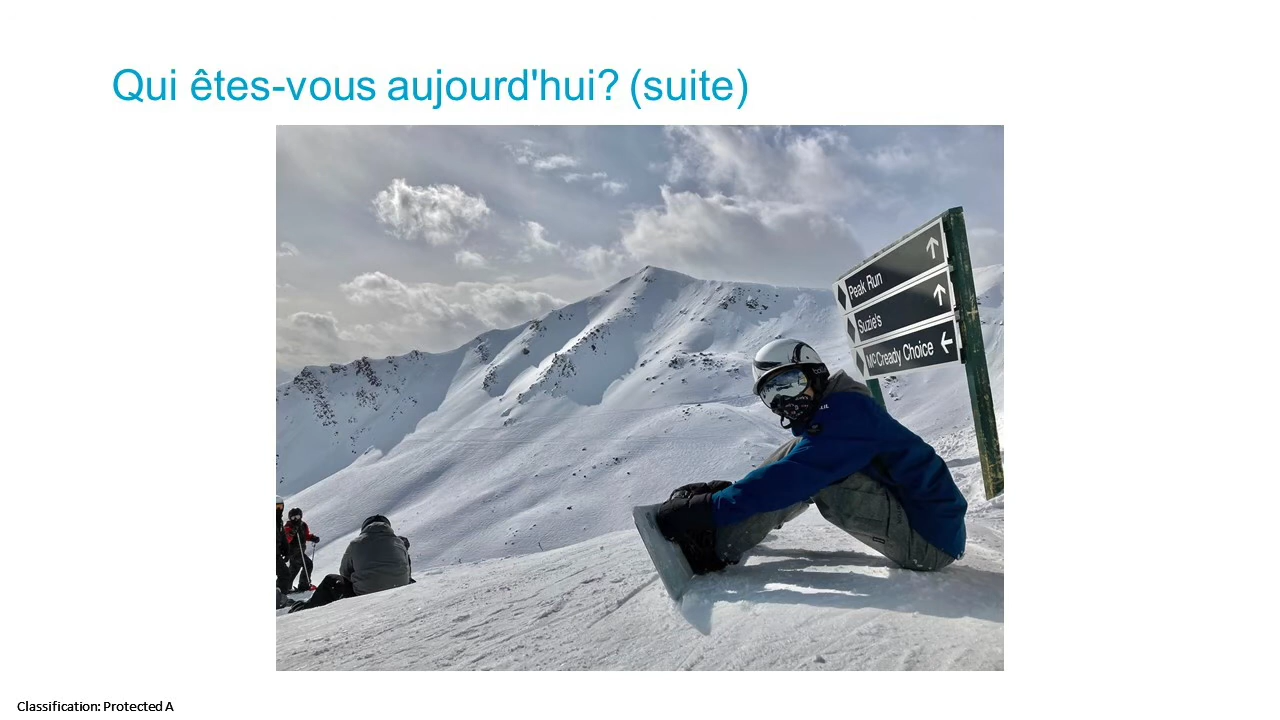 Qui êtes-vous aujourd'hui? (suite)
Peak Run
Suzie's
McCready Choice
Classification: Protected A